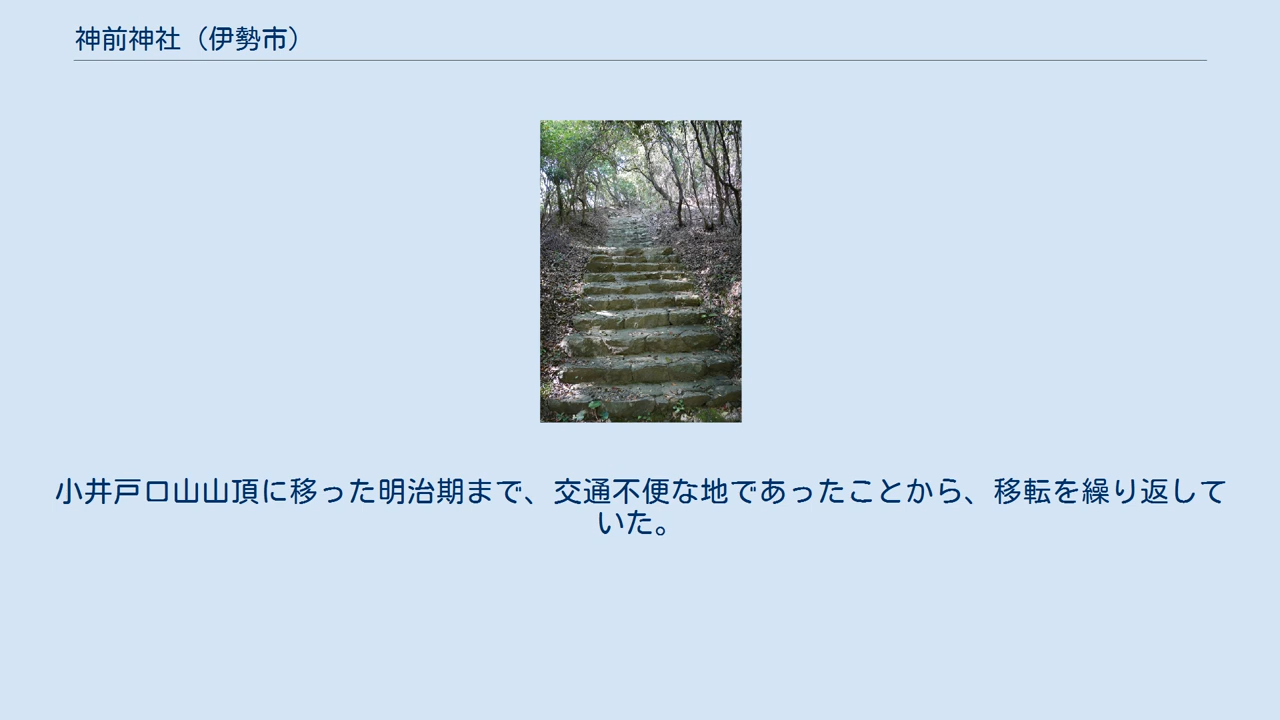 神前神社（伊勢市）
小井戸口山山頂に移った明治期まで、交通不便な地であったことから、移転を繰り返して
いた。